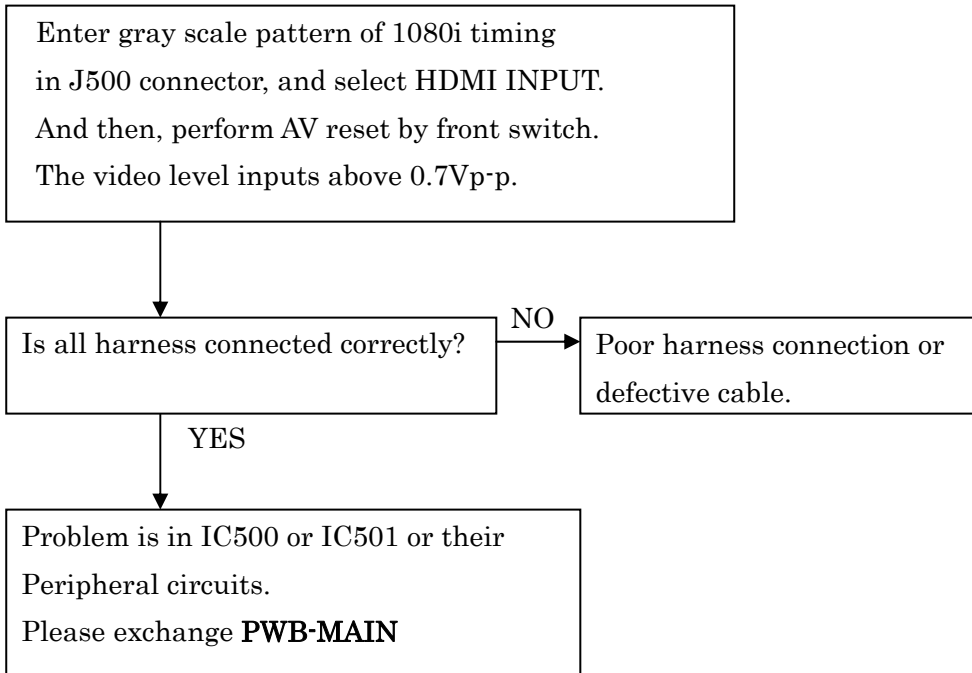 Enter gray scale pattern of 1080i timing
in J500 connector, and select HDMI INPUT.
And then, perform AV reset by front switch.
The video level inputs above 0.7Vp-p.
NO
Is all harness connected correctly?
Poor harness connection or
defective cable.
YES
Problem is in IC500 or IC501 or their
Peripheral circuits.
Please exchange PWB-MAIN